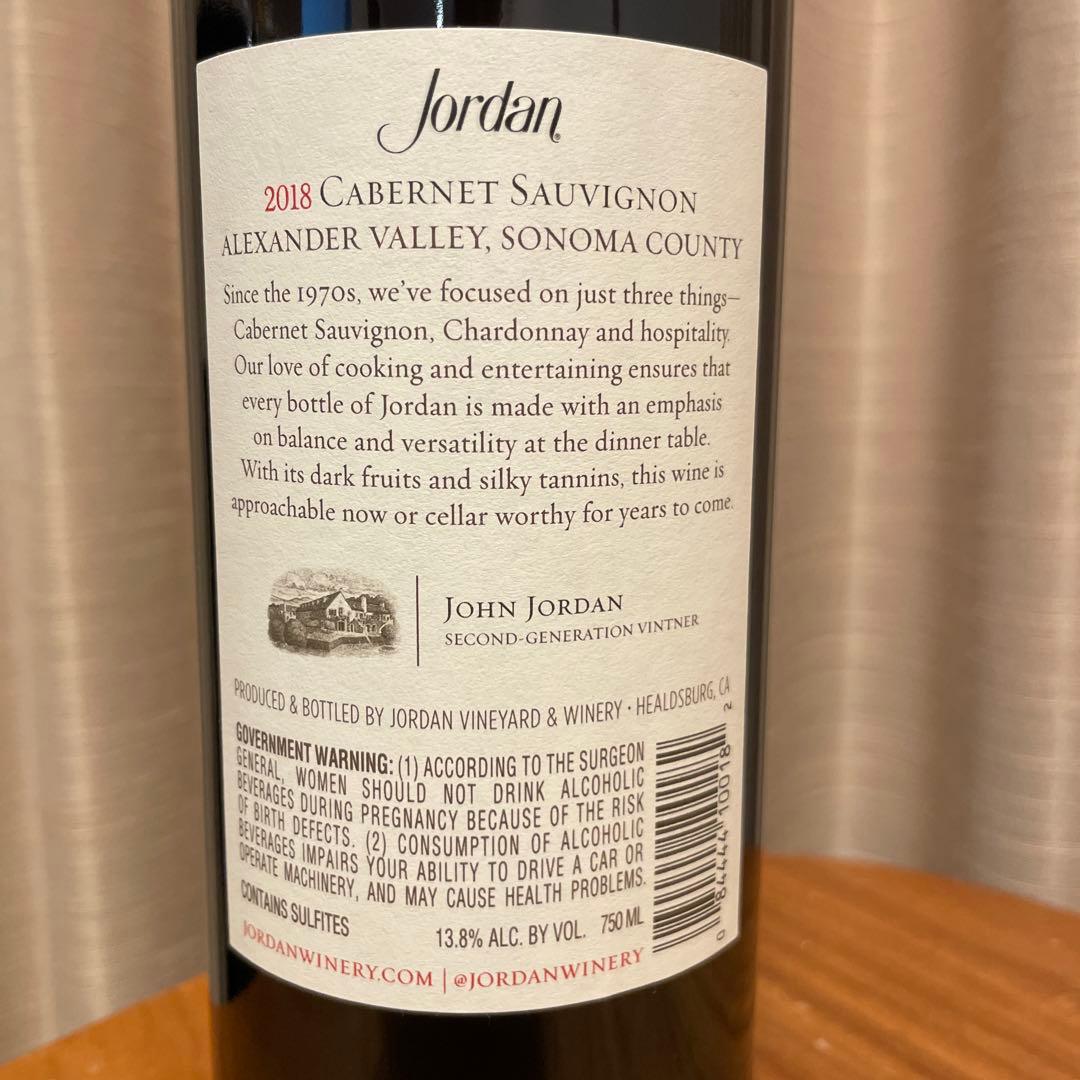 Jordan®
2018 CABERNET SAUVIGNON
ALEXANDER VALLEY, SONOMA COUNTY
Since the 1970s, we've focused on just three things—
Cabernet Sauvignon, Chardonnay and hospitality.
Our love of cooking and entertaining ensures that
every bottle of Jordan is made with an emphasis
on balance and versatility at the dinner table.
With its dark fruits and silky tannins, this wine is
approachable now or cellar worthy for years to come.
JOHN JORDAN
SECOND-GENERATION VINTNER
PRODUCED & BOTTLED BY JORDAN VINEYARD & WINERY · HEALDSBURG, CA
GOVERNMENT WARNING: (1) ACCORDING TO THE SURGEON
GENERAL, WOMEN SHOULD NOT DRINK ALCOHOLIC
BEVERAGES DURING PREGNANCY BECAUSE OF THE RISK
OF BIRTH DEFECTS. (2) CONSUMPTION OF ALCOHOLIC
BEVERAGES IMPAIRS YOUR ABILITY TO DRIVE A CAR OR
OPERATE MACHINERY, AND MAY CAUSE HEALTH PROBLEMS.
CONTAINS SULFITES
13.8% ALC. BY VOL. 750 ML
JORDANWINERY.COM | @JORDANWINERY
0 84444 10018 2